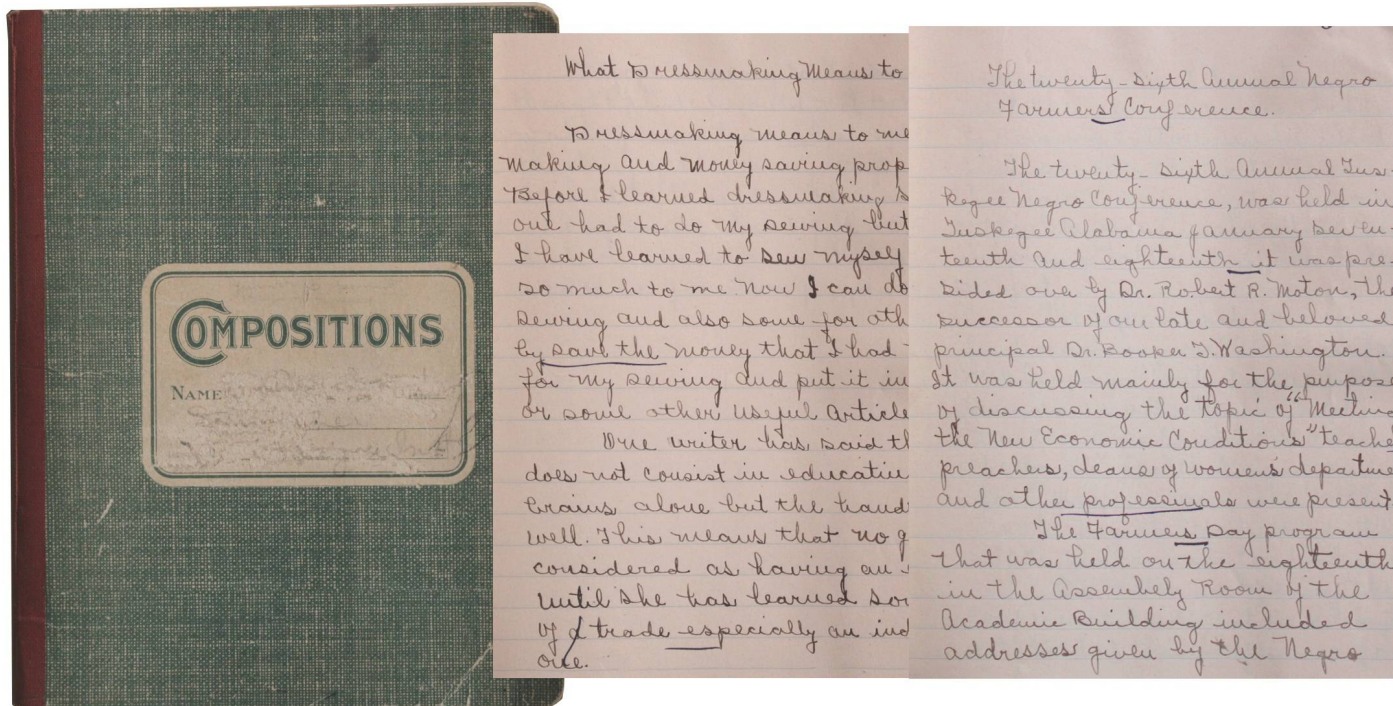 COMPOSITIONS
NAME
What Dressmaking Means to
Dressmaking means to me
making and money saving prop
Before I learned dressmaking s
out had to do my sewing but
I have learned to sew myself
so much to me now I can do
sewing and also some for oth
by save the money that I had
for my sewing and put it in
or some other useful article
One writer has said th
does not consist in educatin
brains alone but the hand
well. This means that no g
considered as having an
until she has learned so
of a trade especially an ind
one.
The twenty-sixth Annual Negro
Farmers Conference.
The twenty-sixth Annual Tus-
kegee Negro Conference, was held in
Tuskegee Alabama January seven-
teenth and eighteenth it was pre-
sided over by Dr. Robert R. Moton, the
successor of our late and beloved
principal Dr. Booker T. Washington.
It was held mainly for the purpose
of discussing the topic of "Meeting
the New Economic Conditions" teache
preachers, deans of women's departme
and other professinals were present
The Farmers Day program
that was held on the eighteenth
in the Assembely Room of the
Academic Building included
addresses given by the Negro